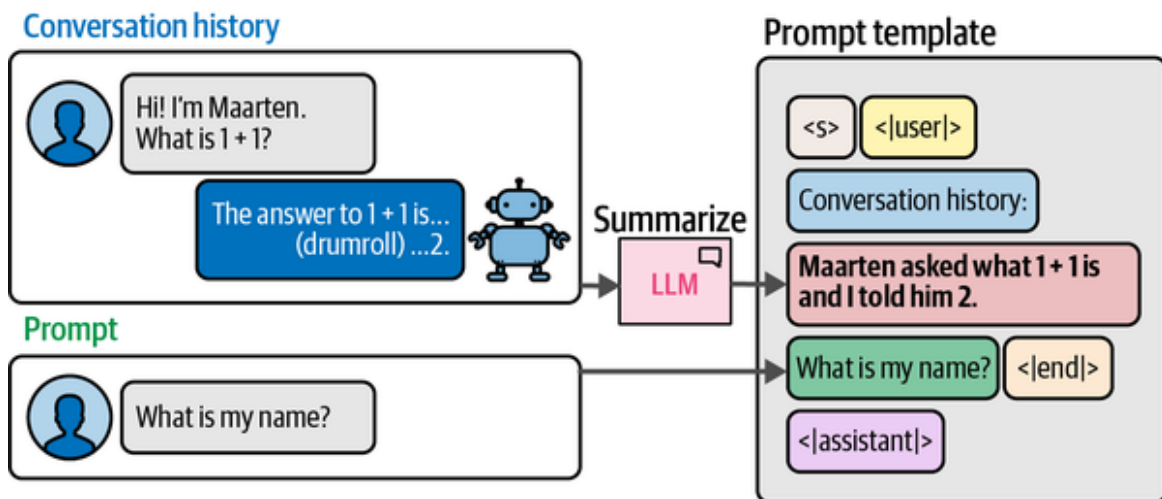 Conversation history
Hi! I'm Maarten.
What is 1 + 1?
The answer to 1 + 1 is...
(drumroll) ...2.
Prompt
What is my name?
Summarize
LLM
Prompt template
<s> <|user|>
Conversation history:
Maarten asked what 1 + 1 is
and I told him 2.
What is my name? <|end|>
<|assistant|>